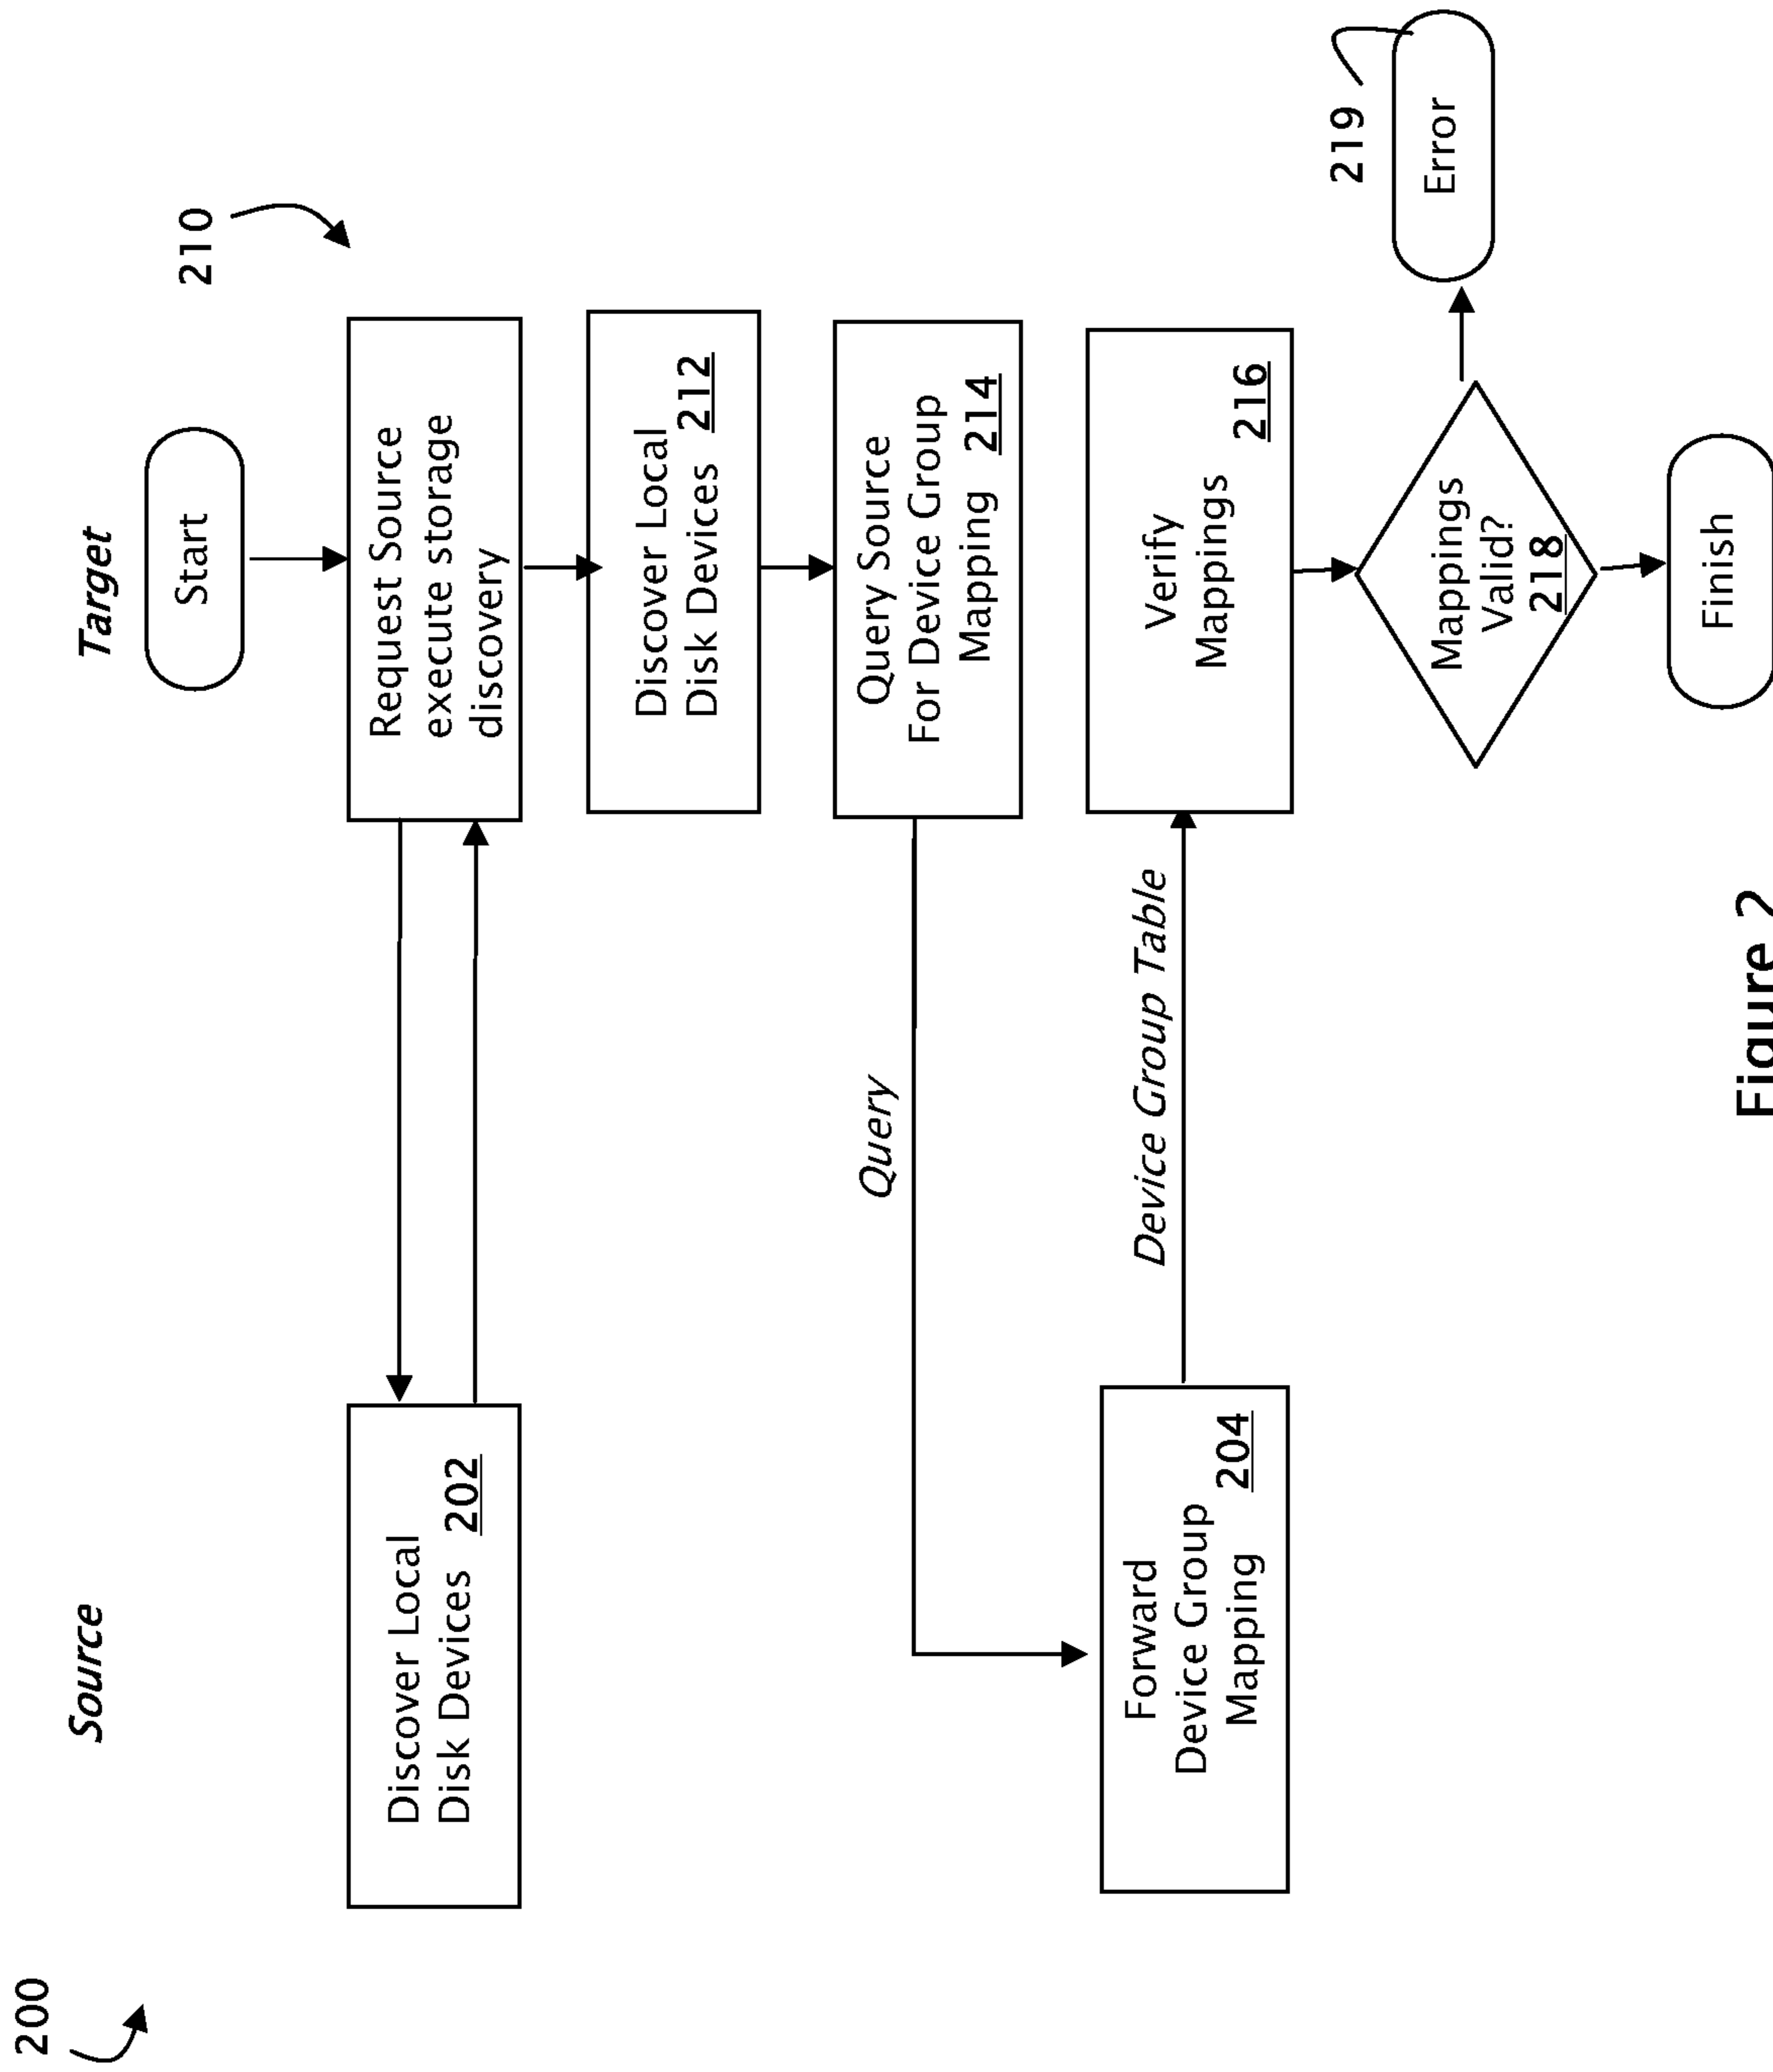 200
Source
Target
210
Start
Request Source
execute storage
discovery
Discover Local
Disk Devices 202
Discover Local
Disk Devices 212
Query Source
For Device Group
Mapping 214
Query
Forward
Device Group
Mapping 204
Device Group Table
Verify
Mappings 216
Mappings
Valid?
218
219
Error
Finish
Figure 2